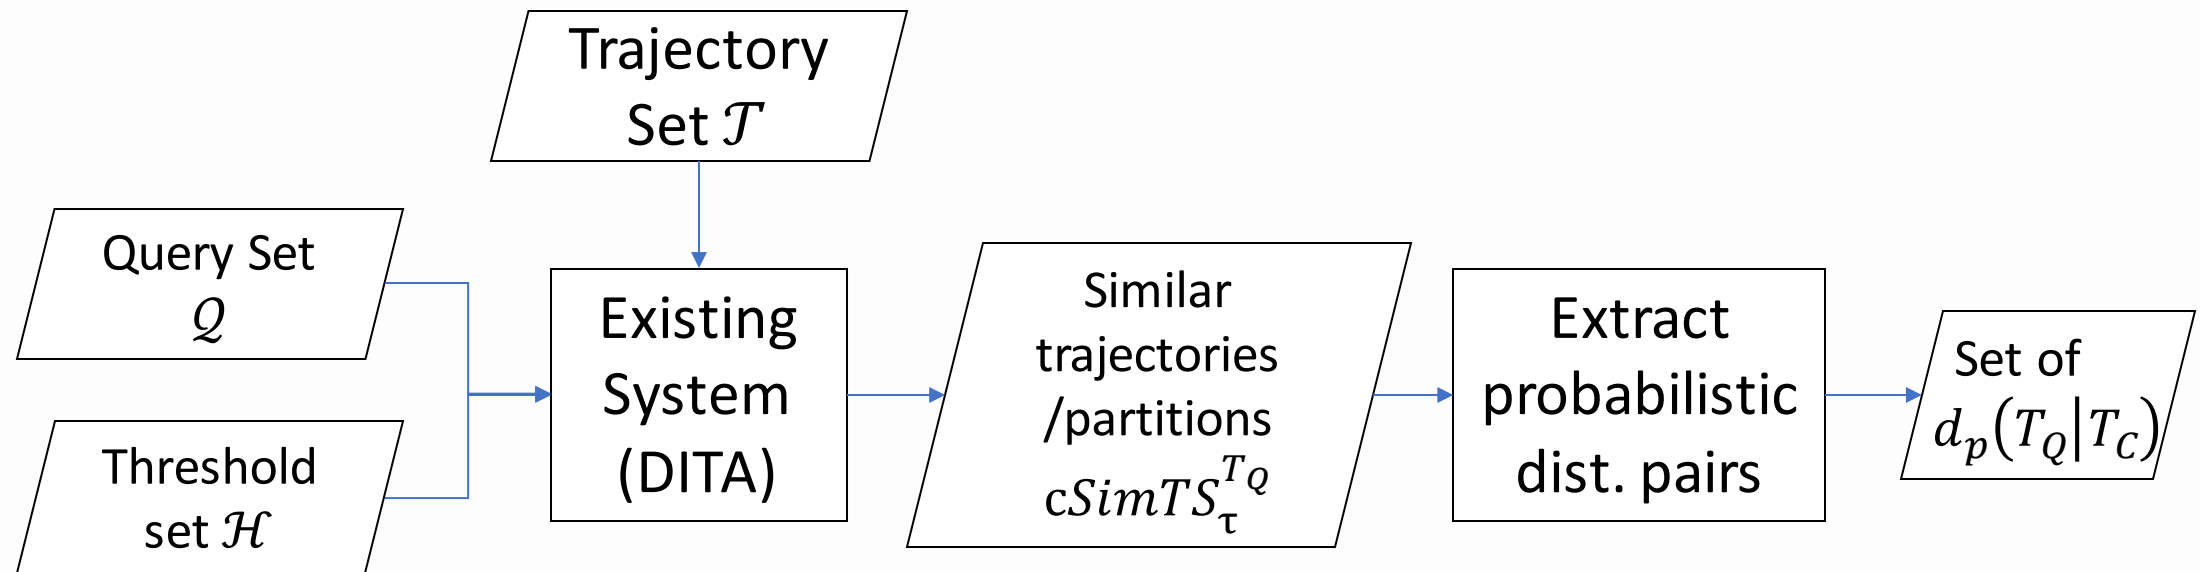 Trajectory
Set 𝒯
Query Set
𝒬
Threshold
set ℋ
Existing
System
(DITA)
Similar
trajectories
/partitions
cSimTS_τ^{T_Q}
Extract
probabilistic
dist. pairs
Set of
d_p(T_Q|T_C)